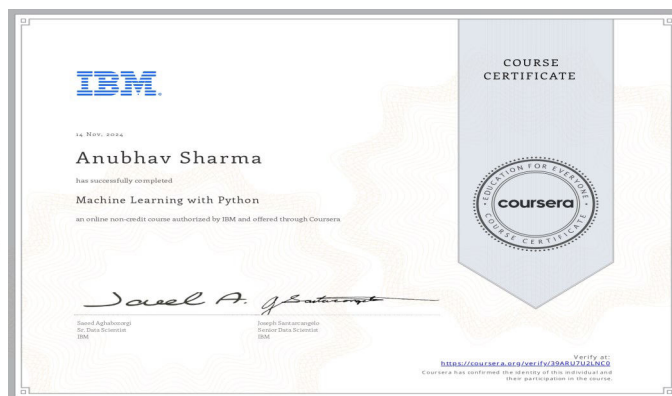 IBM
14 Nov, 2024
Anubhav Sharma
has successfully completed
Machine Learning with Python
an online non-credit course authorized by IBM and offered through Coursera
Saeed Aghabozorgi
Sr. Data Scientist
IBM
Joseph Santarcangelo
Senior Data Scientist
IBM
COURSE
CERTIFICATE
EDUCATION FOR EVERYONE
coursera
COURSE CERTIFICATE
Verify at:
https://coursera.org/verify/39ARU7U2LNC0
Coursera has confirmed the identity of this individual and
their participation in the course.